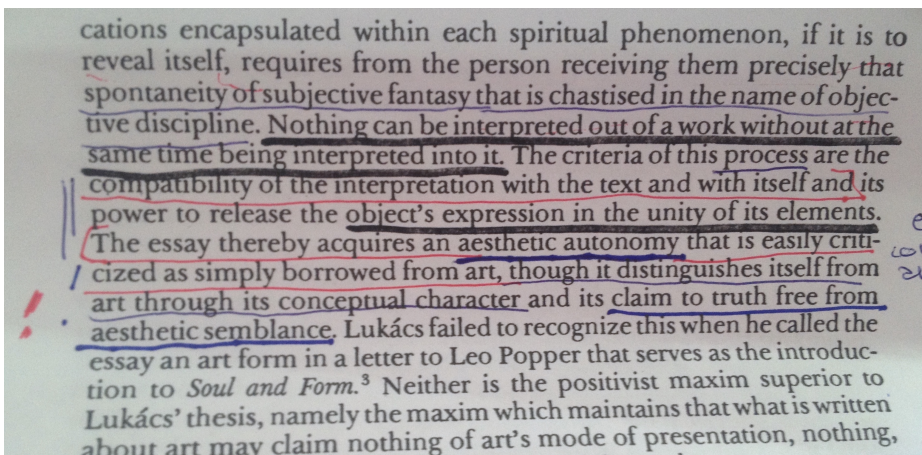 cations encapsulated within each spiritual phenomenon, if it is to
reveal itself, requires from the person receiving them precisely that
spontaneity of subjective fantasy that is chastised in the name of objec-
tive discipline. Nothing can be interpreted out of a work without at the
same time being interpreted into it. The criteria of this process are the
compatibility of the interpretation with the text and with itself and its
power to release the object's expression in the unity of its elements.
The essay thereby acquires an aesthetic autonomy that is easily criti-
cized as simply borrowed from art, though it distinguishes itself from
art through its conceptual character and its claim to truth free from
aesthetic semblance. Lukács failed to recognize this when he called the
essay an art form in a letter to Leo Popper that serves as the introduc-
tion to Soul and Form.³ Neither is the positivist maxim superior to
Lukács' thesis, namely the maxim which maintains that what is written
about art may claim nothing of art's mode of presentation, nothing,